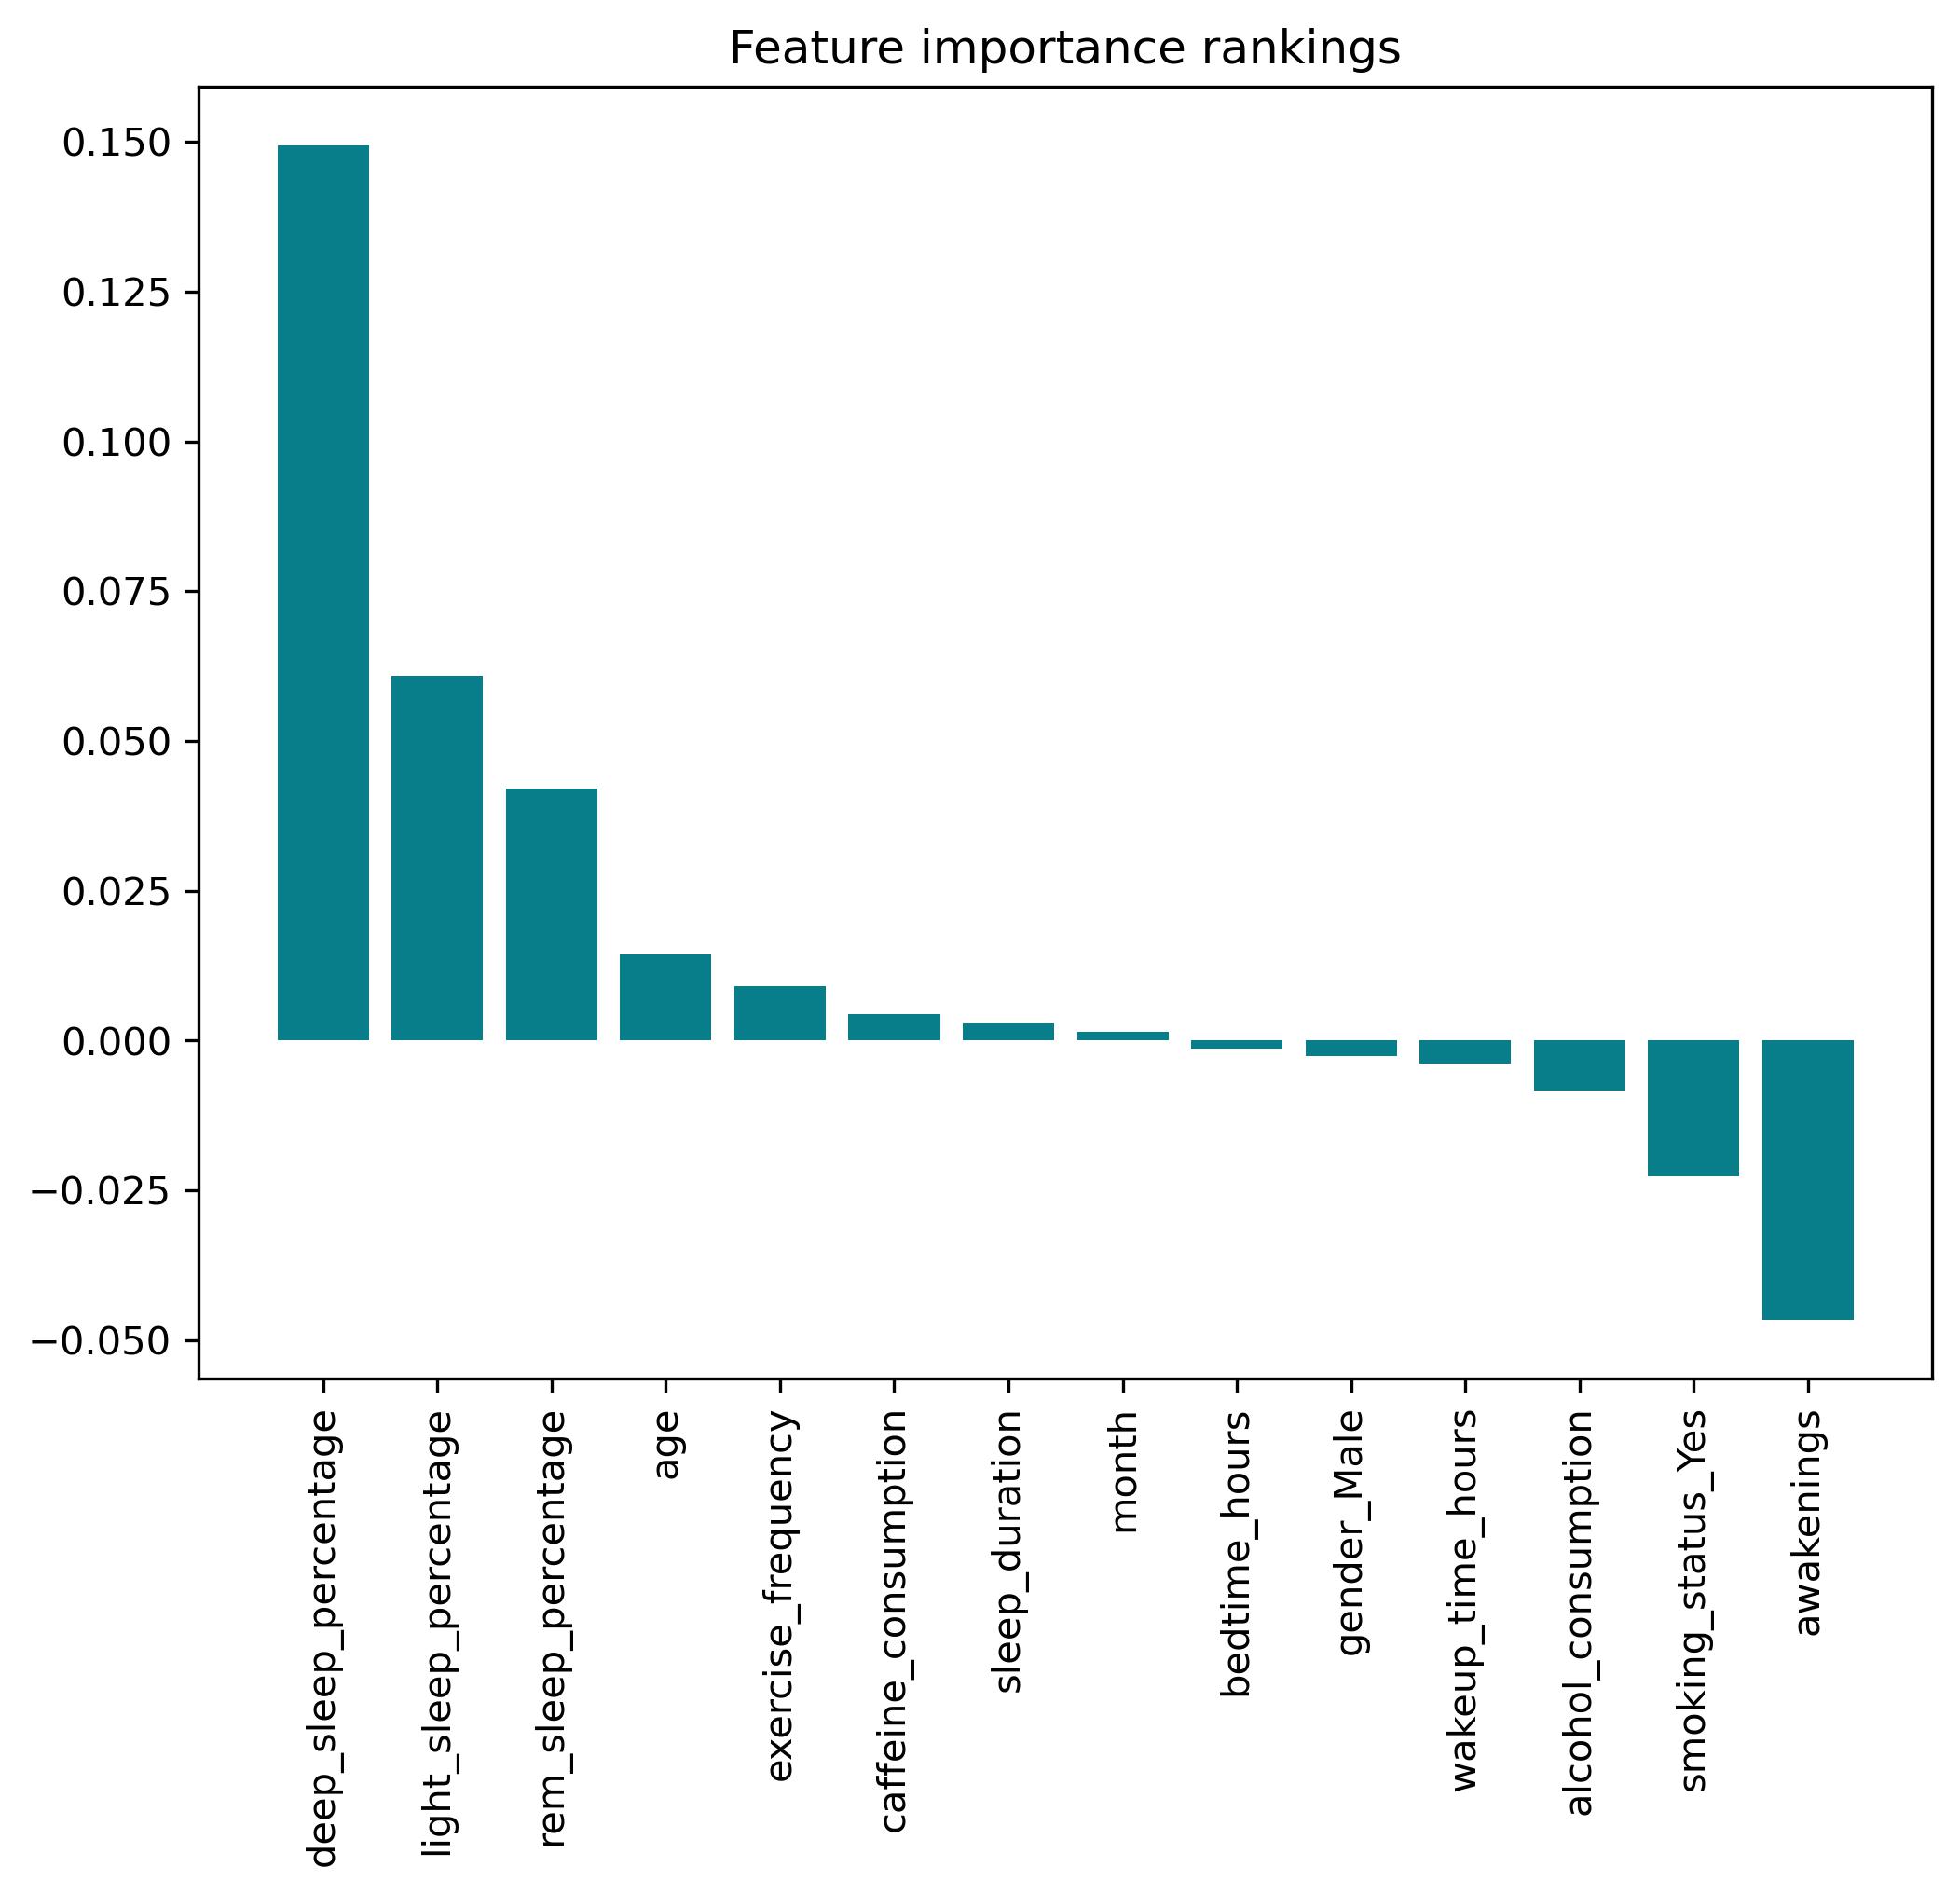 Feature importance rankings
0.150
0.125
0.100
0.075
0.050
0.025
0.000
−0.025
−0.050
deep_sleep_percentage
light_sleep_percentage
rem_sleep_percentage
age
exercise_frequency
caffeine_consumption
sleep_duration
month
bedtime_hours
gender_Male
wakeup_time_hours
alcohol_consumption
smoking_status_Yes
awakenings